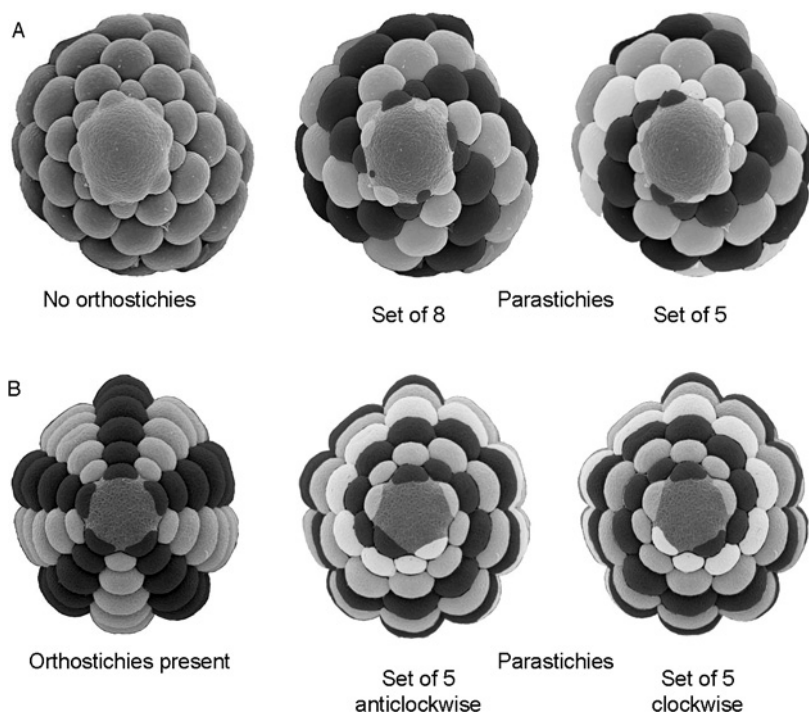 A
No orthostichies
Set of 8
Parastichies
Set of 5
B
Orthostichies present
Set of 5
anticlockwise
Parastichies
Set of 5
clockwise